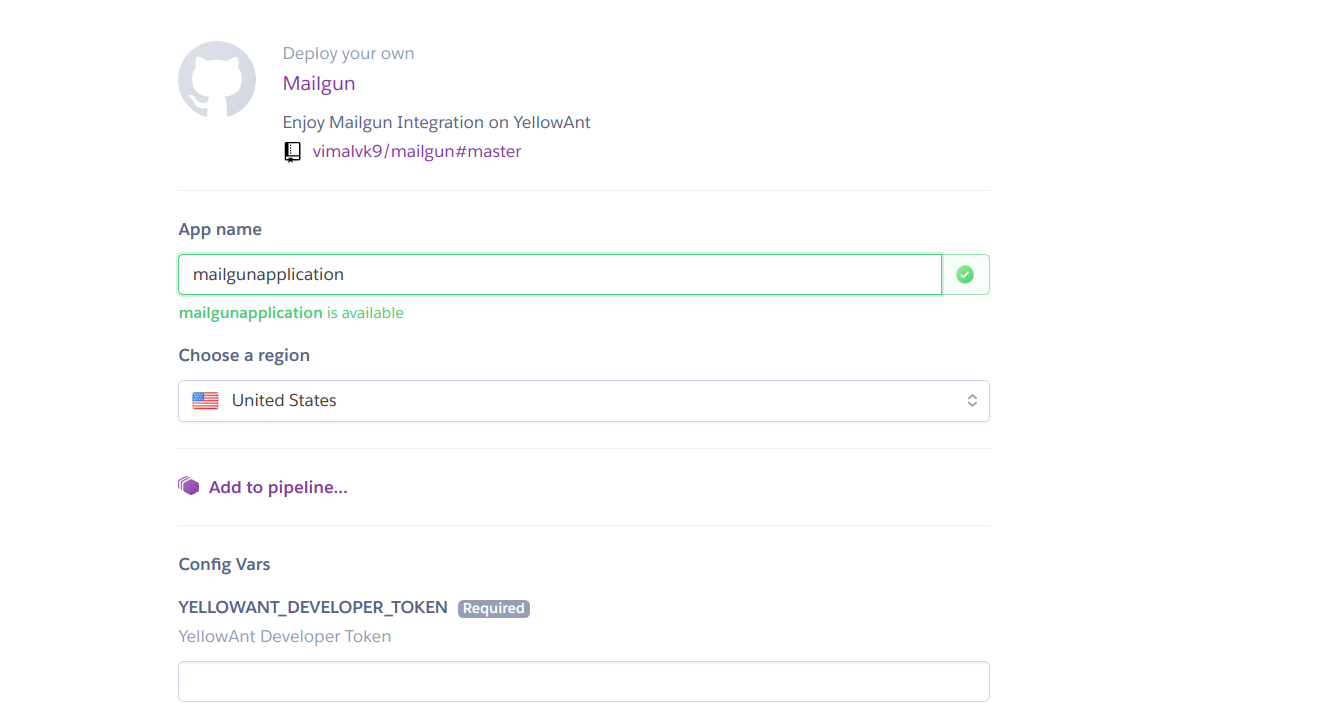 Deploy your own
Mailgun
Enjoy Mailgun Integration on YellowAnt
vimalvk9/mailgun#master
App name
mailgunapplication
mailgunapplication is available
Choose a region
United States
Add to pipeline...
Config Vars
YELLOWANT_DEVELOPER_TOKEN Required
YellowAnt Developer Token